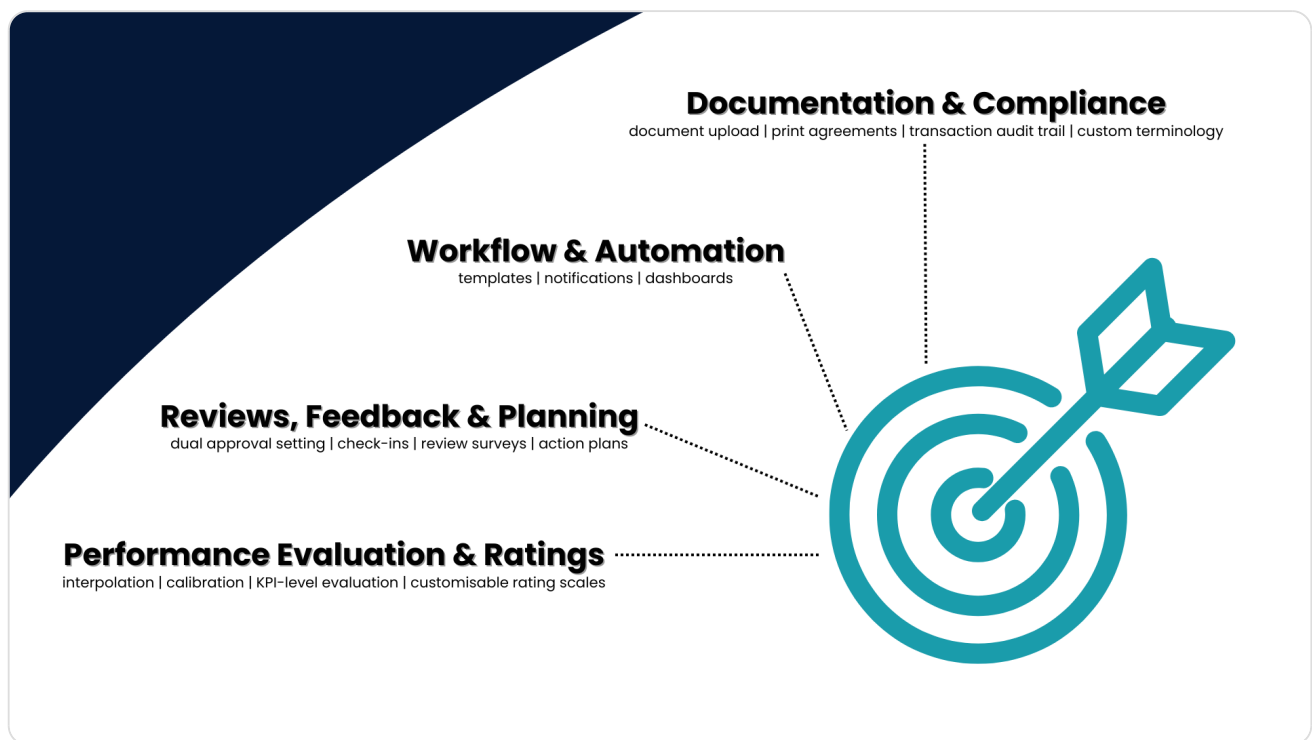 Documentation & Compliance
document upload | print agreements | transaction audit trail | custom terminology
Workflow & Automation
templates | notifications | dashboards
Reviews, Feedback & Planning
dual approval setting | check-ins | review surveys | action plans
Performance Evaluation & Ratings
interpolation | calibration | KPI-level evaluation | customisable rating scales